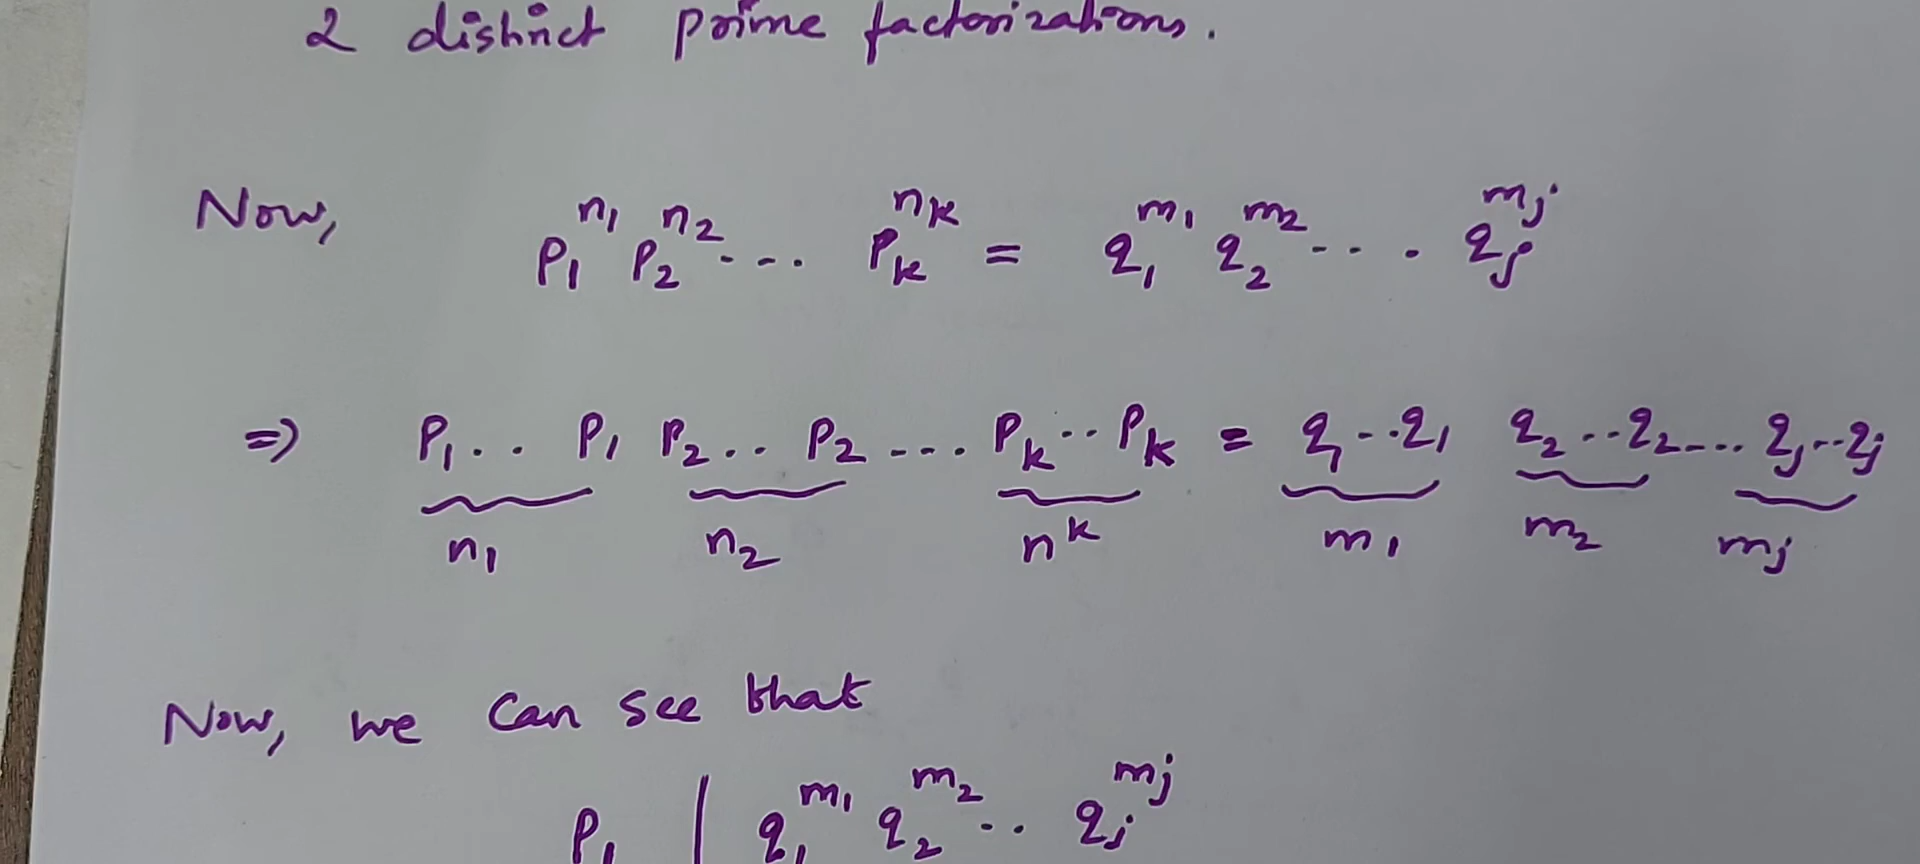 2 distinct prime factorizations.
Now, p₁^n₁ p₂^n₂ .... pₖ^nₖ = q₁^m₁ q₂^m₂ .... qⱼ^mⱼ
=> p₁.. p₁ p₂.. p₂ .... pₖ.. pₖ = q₁...q₁ q₂...q₂.... qⱼ...qⱼ
n₁ n₂ n^k m₁ m₂ mⱼ
Now, we can see that
p₁ | q₁^m₁ q₂^m₂ .. qⱼ^mⱼ